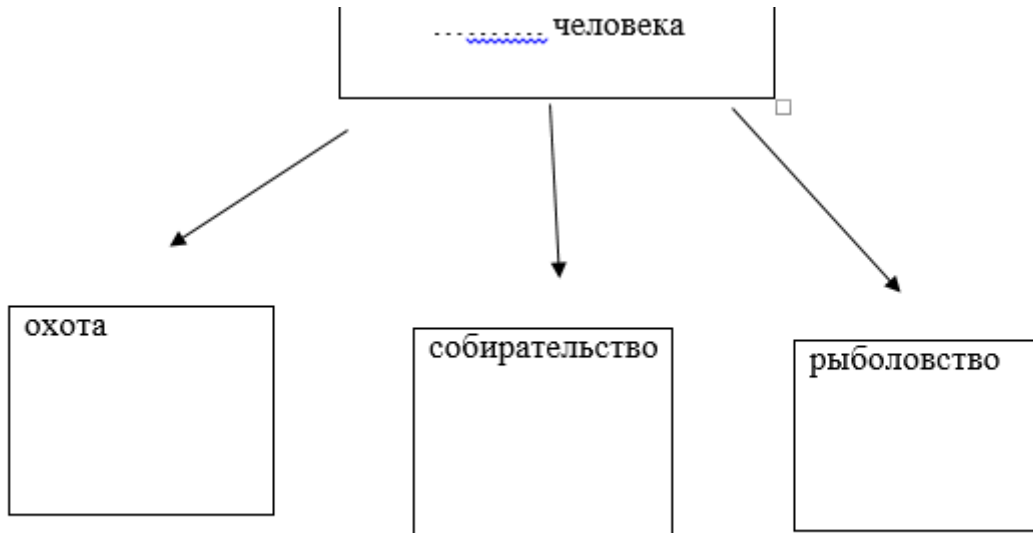 ............ человека
охота
собирательство
рыболовство